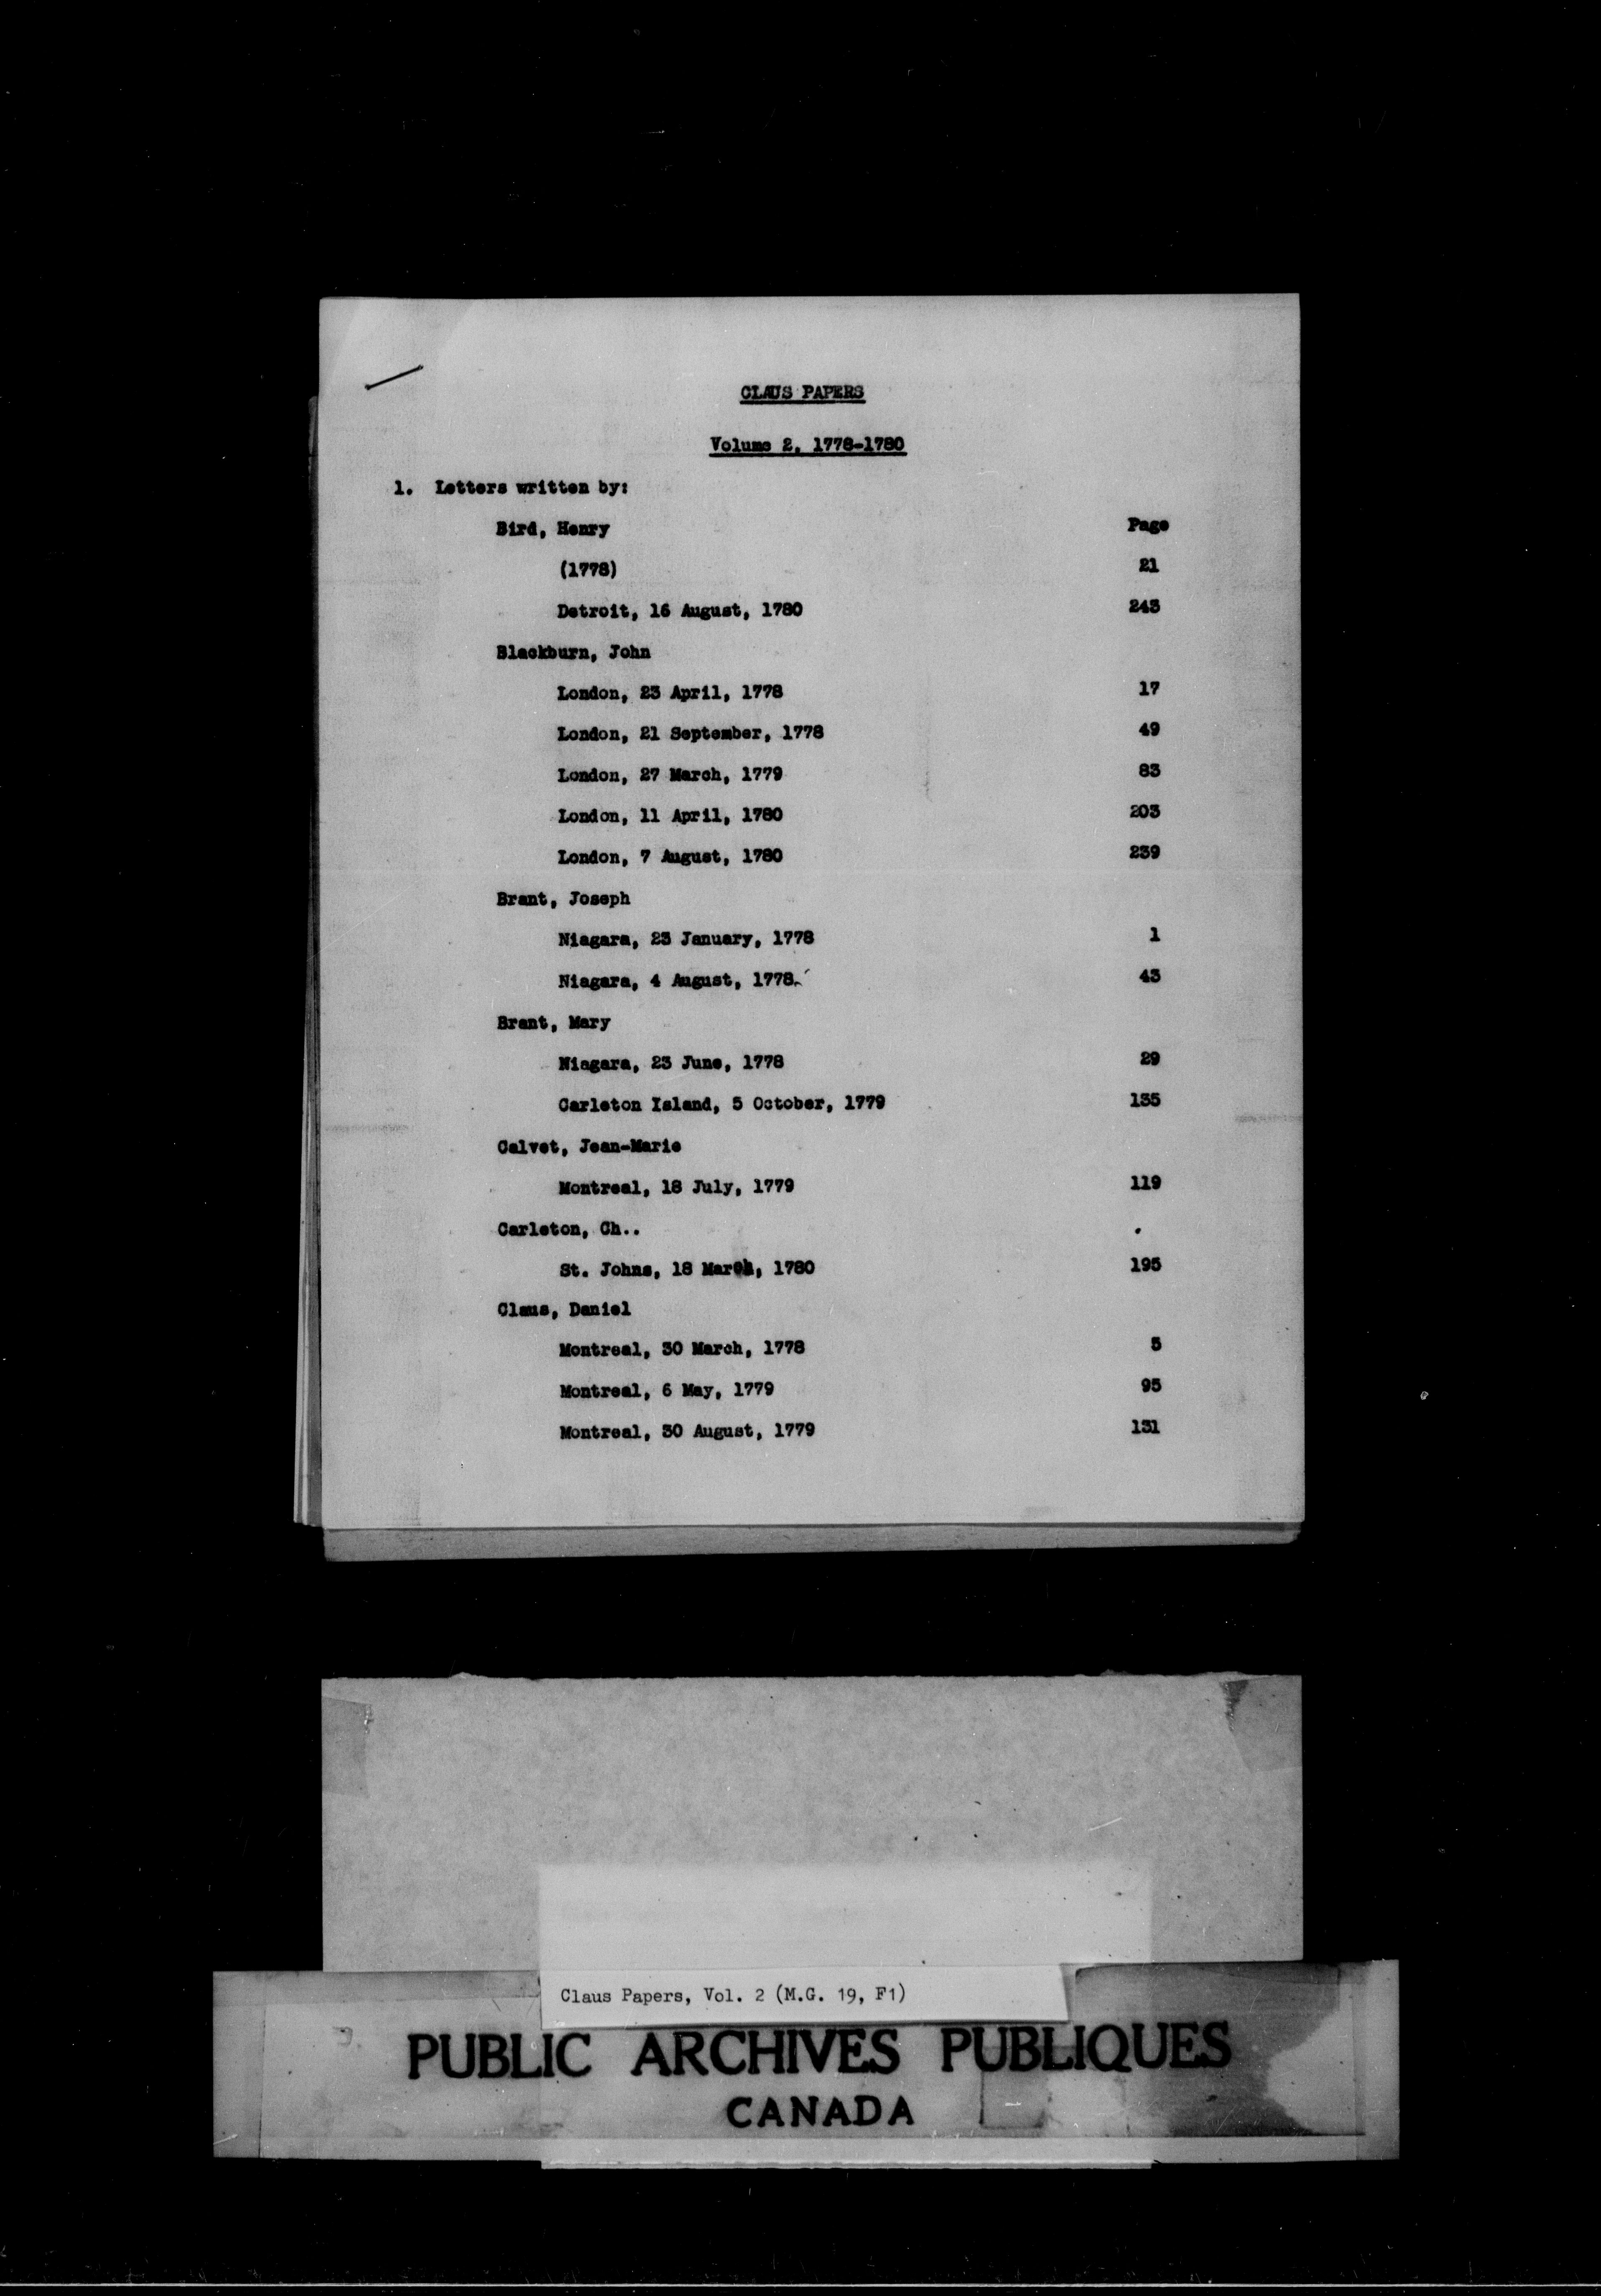 CLAUS PAPERS
Volume 2, 1778-1780
1. Letters written by:
Bird, Henry Page
(1778) 21
Detroit, 16 August, 1780 243
Blackburn, John
London, 23 April, 1778 17
London, 21 September, 1778 49
London, 27 March, 1779 83
London, 11 April, 1780 203
London, 7 August, 1780 239
Brant, Joseph
Niagara, 23 January, 1778 1
Niagara, 4 August, 1778 43
Brant, Mary
Niagara, 23 June, 1778 29
Carleton Island, 5 October, 1779 135
Calvet, Jean-Marie
Montreal, 18 July, 1779 119
Carleton, Ch..
St. Johns, 18 March, 1780 195
Claus, Daniel
Montreal, 30 March, 1778 5
Montreal, 6 May, 1779 95
Montreal, 30 August, 1779 131
Claus Papers, Vol. 2 (M.G. 19, F1)
PUBLIC ARCHIVES PUBLIQUES
CANADA